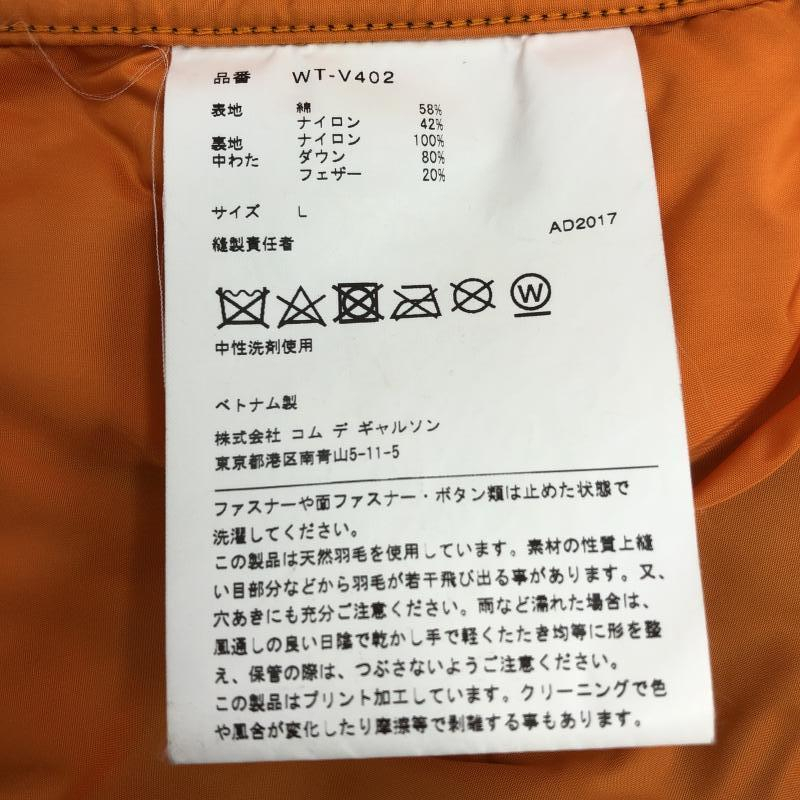 品番 WT-V402
表地 綿 58%
ナイロン 42%
裏地 ナイロン 100%
中わた ダウン 80%
フェザー 20%
サイズ L
AD2017
縫製責任者
W
中性洗剤使用
ベトナム製
株式会社 コム デ ギャルソン
東京都港区南青山5-11-5
ファスナーや面ファスナー・ボタン類は止めた状態で
洗濯してください。
この製品は天然羽毛を使用しています。素材の性質上縫
い目部分などから羽毛が若干飛び出る事があります。又、
穴あきにも充分ご注意ください。雨など濡れた場合は、
風通しの良い日陰で乾かし手で軽くたたき均等に形を整
え、保管の際は、つぶさないようご注意ください。
この製品はプリント加工しています。クリーニングで色
や風合が変化したり摩擦等で剥離する事もあります。